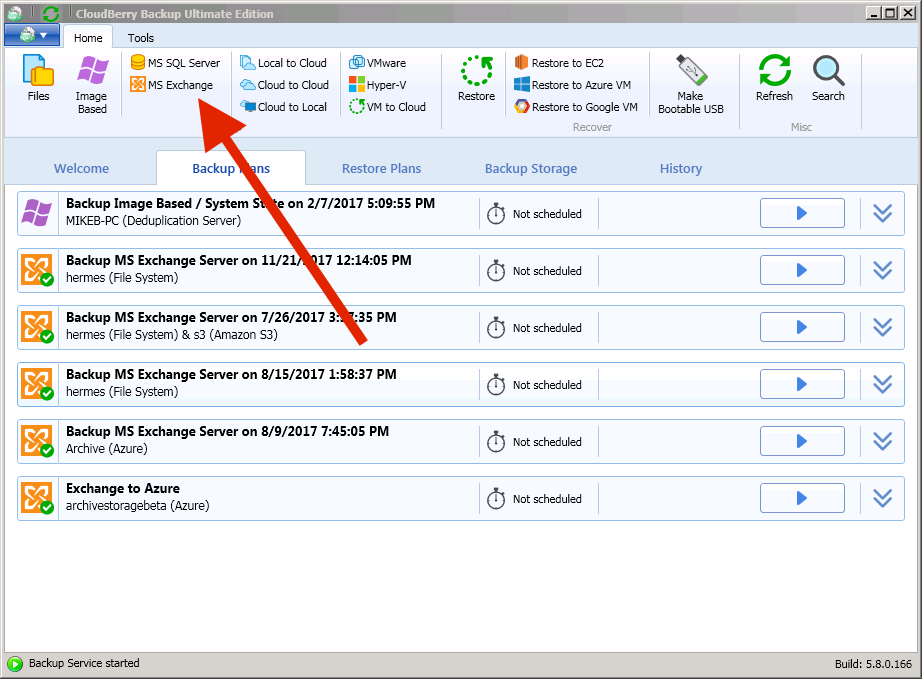 CloudBerry Backup Ultimate Edition
Home
Tools
Files
Image
Based
MS SQL Server
MS Exchange
Local to Cloud
Cloud to Cloud
Cloud to Local
VMware
Hyper-V
VM to Cloud
Restore
Restore to EC2
Restore to Azure VM
Restore to Google VM
Recover
Make
Bootable USB
Refresh
Search
Misc
Welcome
Backup Plans
Restore Plans
Backup Storage
History
Backup Image Based / System State on 2/7/2017 5:09:55 PM
MIKEB-PC (Deduplication Server)
Not scheduled
Backup MS Exchange Server on 11/21/2017 12:14:05 PM
hermes (File System)
Not scheduled
Backup MS Exchange Server on 7/26/2017 :35 PM
hermes (File System) & s3 (Amazon S3)
Not scheduled
Backup MS Exchange Server on 8/15/2017 1:58:37 PM
hermes (File System)
Not scheduled
Backup MS Exchange Server on 8/9/2017 7:45:05 PM
Archive (Azure)
Not scheduled
Exchange to Azure
archivestoragebeta (Azure)
Not scheduled
Backup Service started
Build: 5.8.0.166